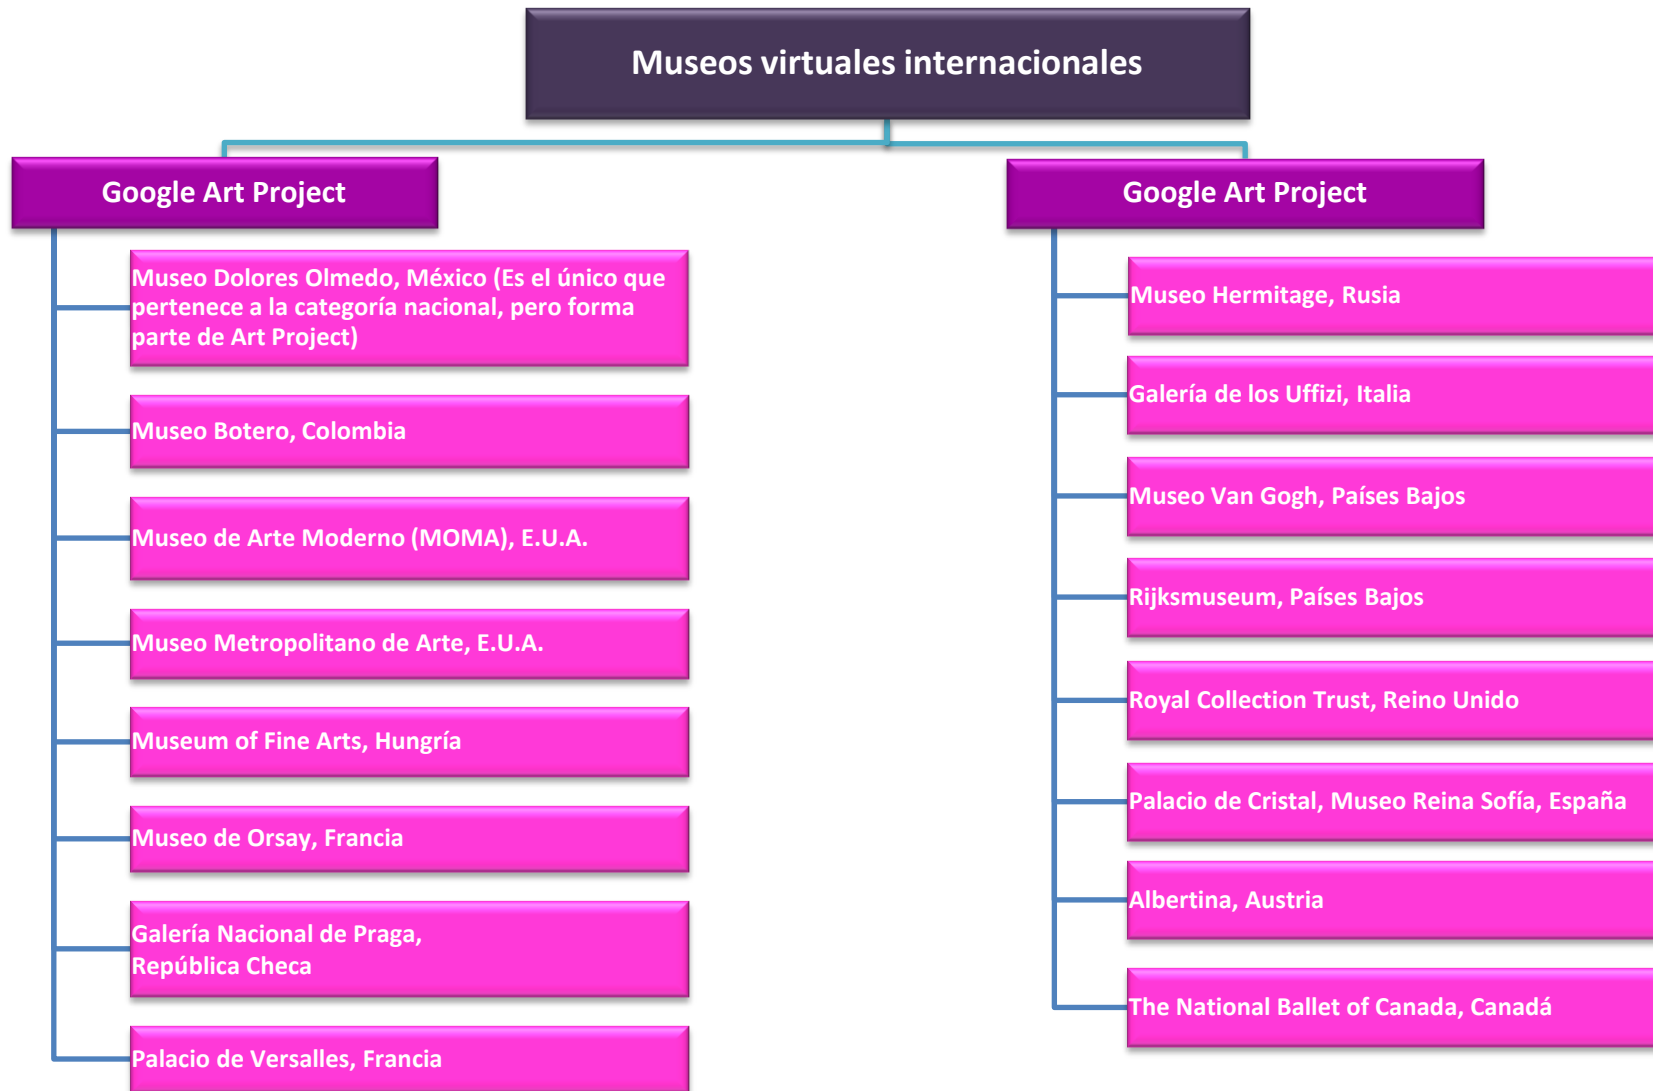 Museos virtuales internacionales
Google Art Project
Museo Dolores Olmedo, México (Es el único que
pertenece a la categoría nacional, pero forma
parte de Art Project)
Museo Botero, Colombia
Museo de Arte Moderno (MOMA), E.U.A.
Museo Metropolitano de Arte, E.U.A.
Museum of Fine Arts, Hungría
Museo de Orsay, Francia
Galería Nacional de Praga,
República Checa
Palacio de Versalles, Francia
Google Art Project
Museo Hermitage, Rusia
Galería de los Uffizi, Italia
Museo Van Gogh, Países Bajos
Rijksmuseum, Países Bajos
Royal Collection Trust, Reino Unido
Palacio de Cristal, Museo Reina Sofía, España
Albertina, Austria
The National Ballet of Canada, Canadá